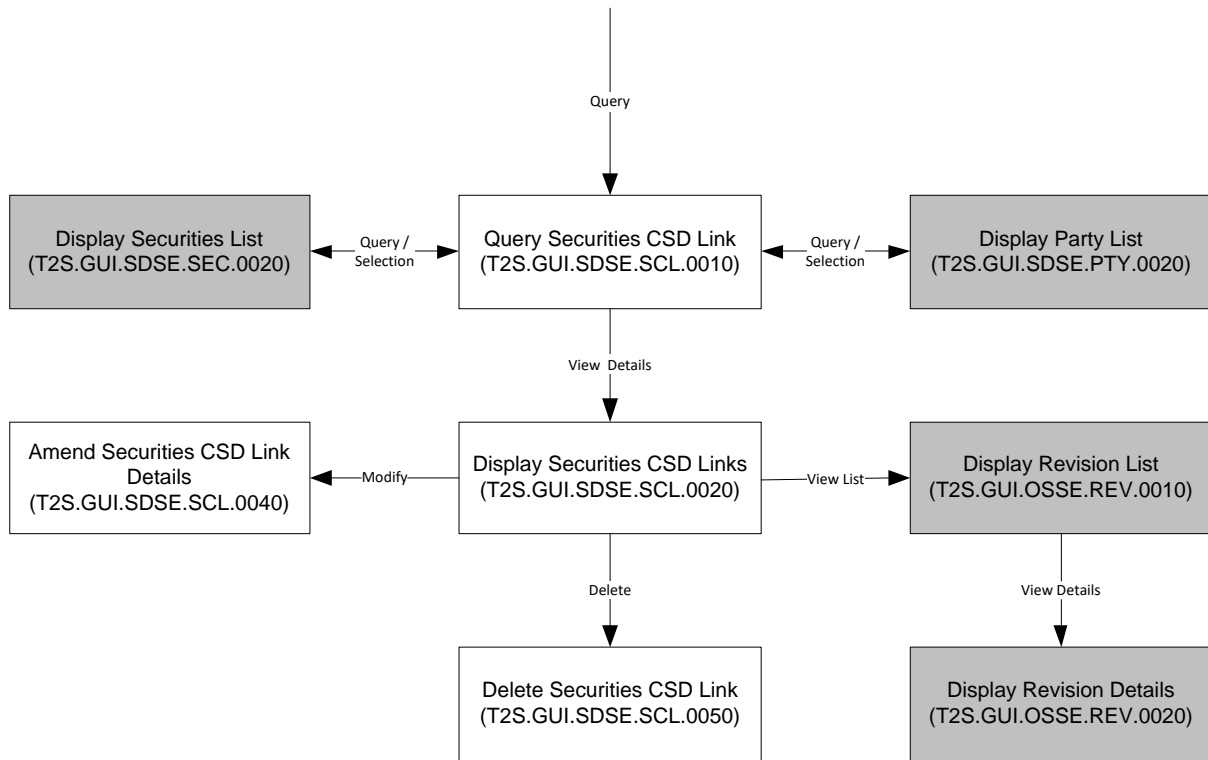 Query
Display Securities List
(T2S.GUI.SDSE.SEC.0020)
Query /
Selection
Query Securities CSD Link
(T2S.GUI.SDSE.SCL.0010)
Query /
Selection
Display Party List
(T2S.GUI.SDSE.PTY.0020)
View Details
Amend Securities CSD Link
Details
(T2S.GUI.SDSE.SCL.0040)
Modify
Display Securities CSD Links
(T2S.GUI.SDSE.SCL.0020)
View List
Display Revision List
(T2S.GUI.OSSE.REV.0010)
Delete
View Details
Delete Securities CSD Link
(T2S.GUI.SDSE.SCL.0050)
Display Revision Details
(T2S.GUI.OSSE.REV.0020)